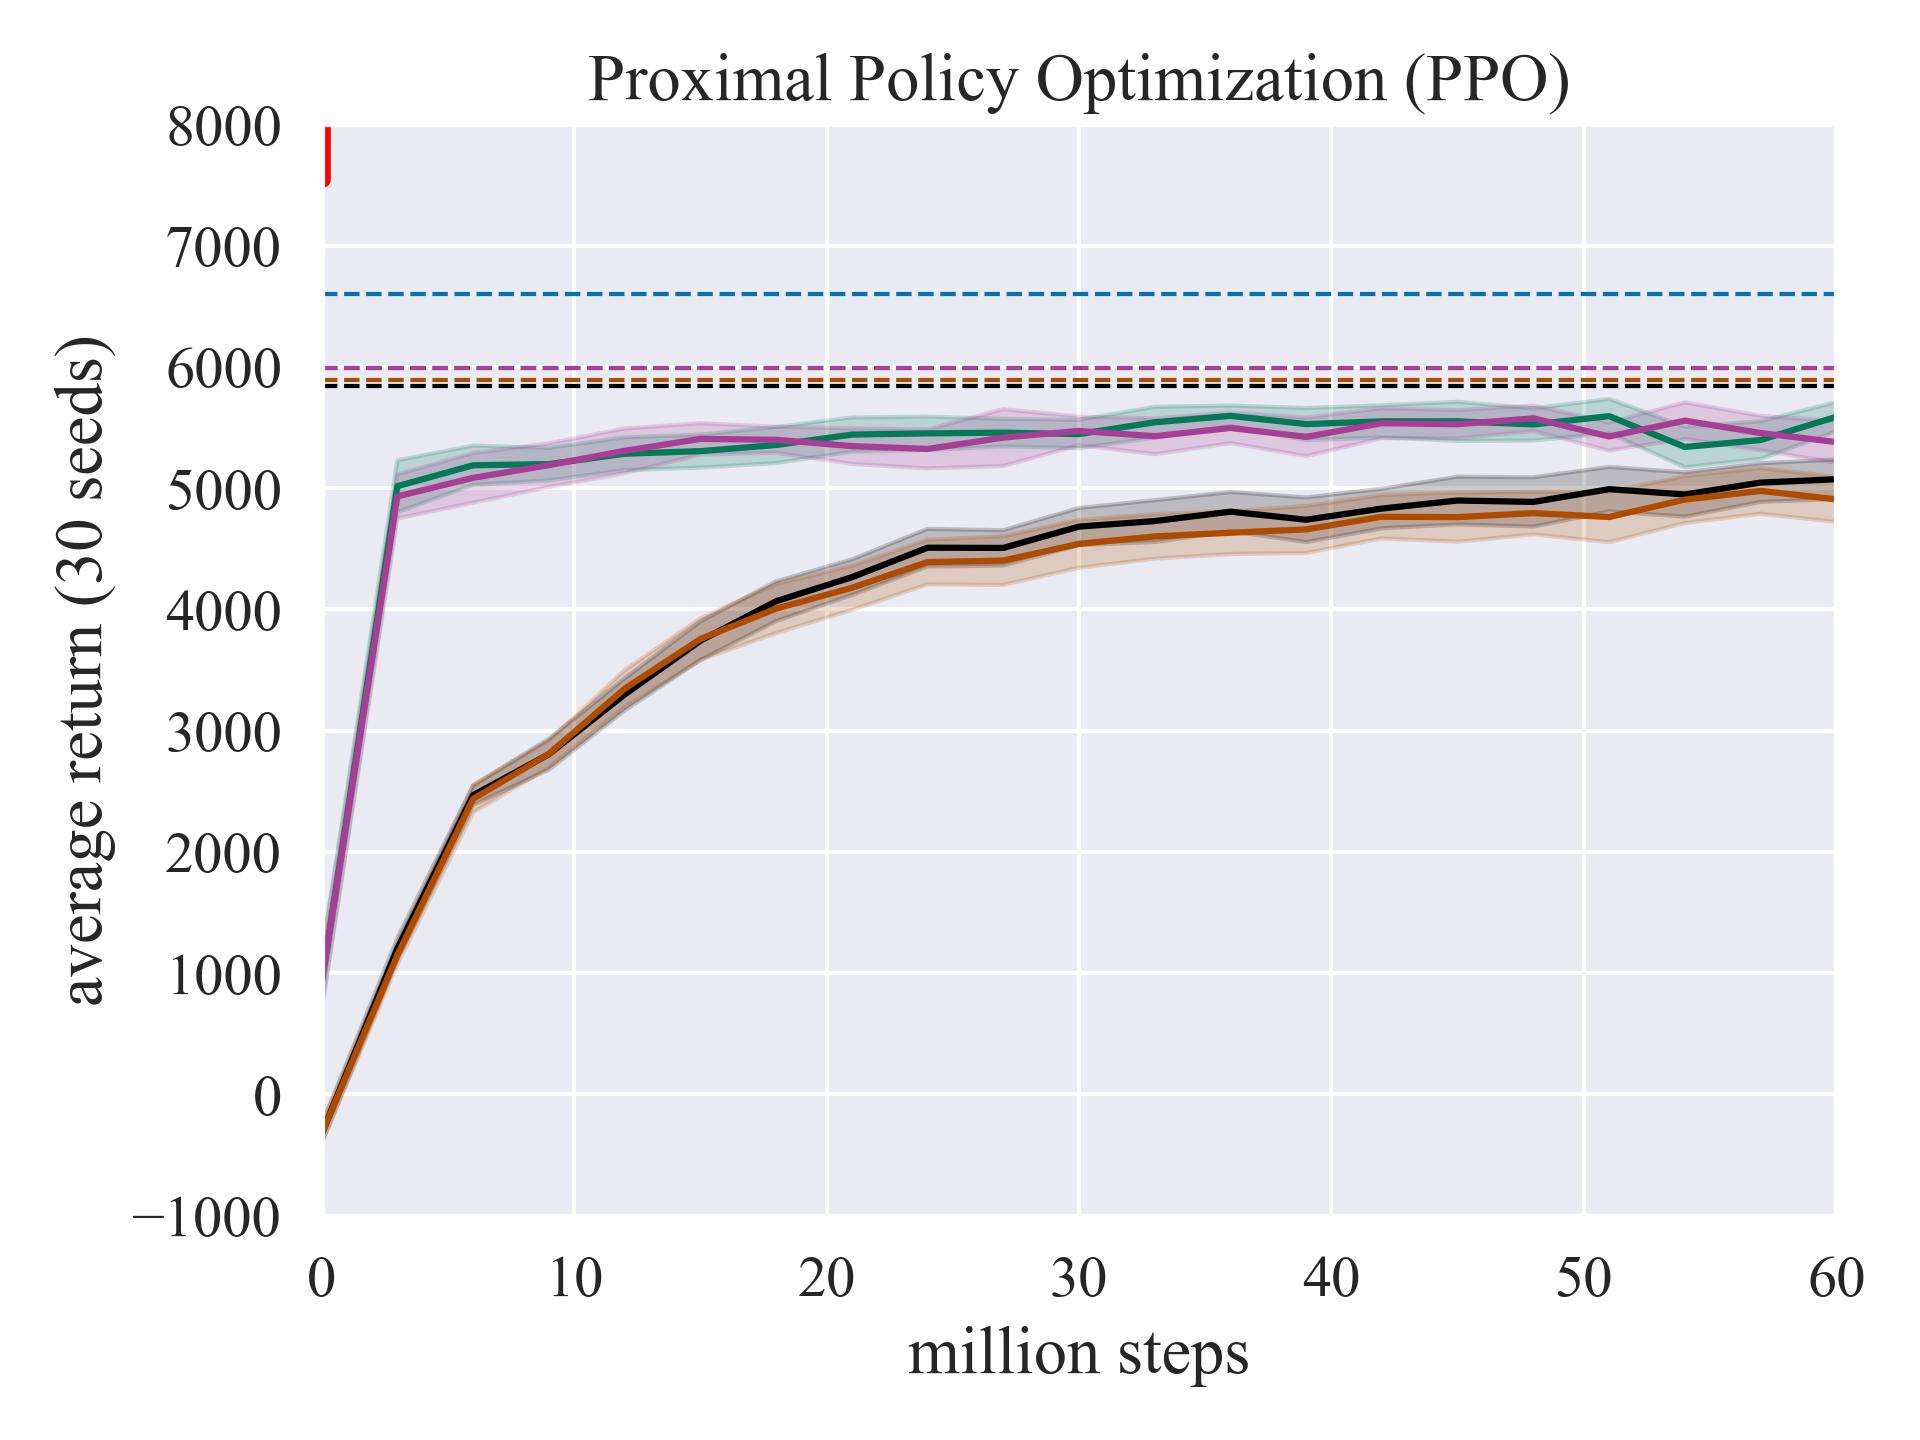 Proximal Policy Optimization (PPO)
8000
7000
6000
5000
4000
3000
2000
1000
0
−1000
average return (30 seeds)
0 10 20 30 40 50 60
million steps